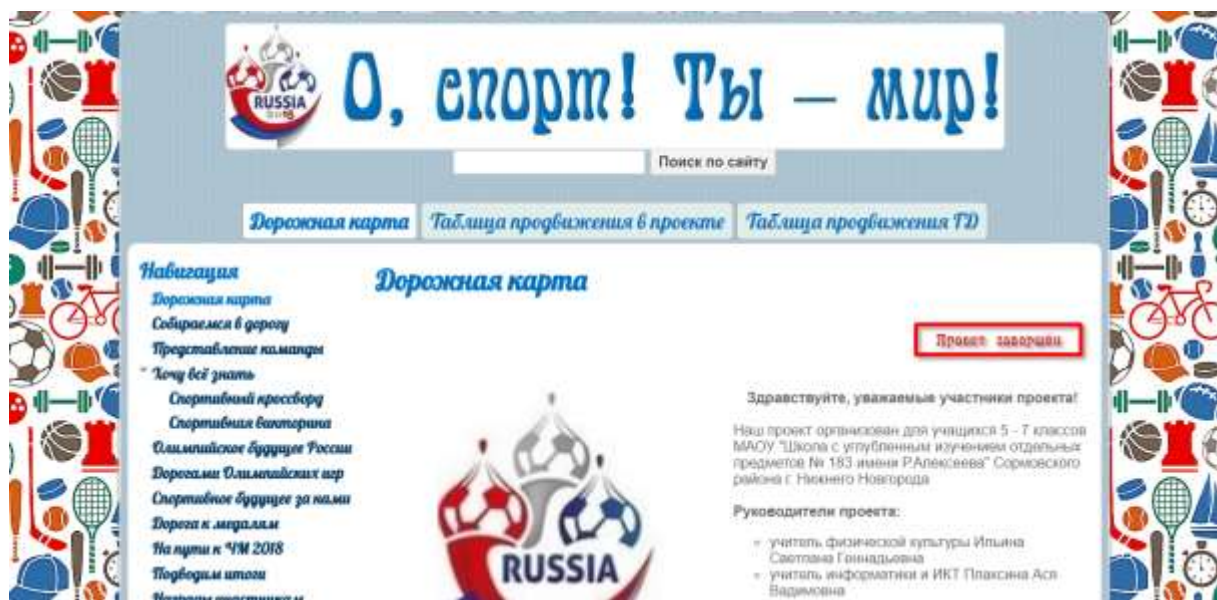 RUSSIA
2018
О, спорт! Ты – мир!
Поиск по сайту
Дорожная карта
Таблица продвижения в проекте
Таблица продвижения ГД
Навигация
Дорожная карта
Собираемся в дорогу
Представление команды
Хочу всё знать
Спортивный кроссворд
Спортивная викторина
Олимпийское будущее России
Дорогами Олимпийских игр
Спортивное будущее за нами
Дорога к медалям
На пути к ЧМ 2018
Подводим итоги
Награды участникам
Дорожная карта
Проект завершён
RUSSIA
Здравствуйте, уважаемые участники проекта!
Наш проект организован для учащихся 5 - 7 классов
МАОУ "Школа с углубленным изучением отдельных
предметов № 183 имени Р.Алексеева" Сормовского
района г. Нижнего Новгорода
Руководители проекта:
учитель физической культуры Ильина
Светлана Геннадьевна
учитель информатики и ИКТ Плаксина Ася
Вадимовна